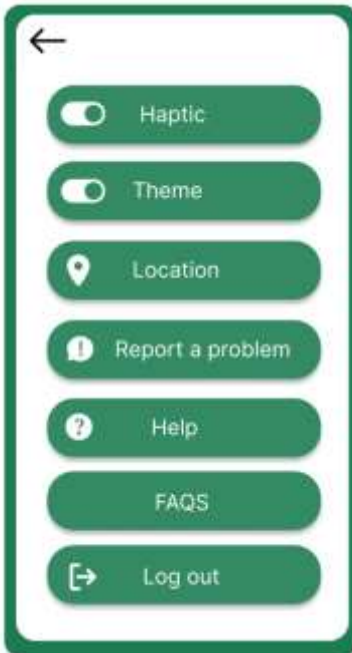 Haptic
Theme
Location
Report a problem
Help
FAQS
Log out